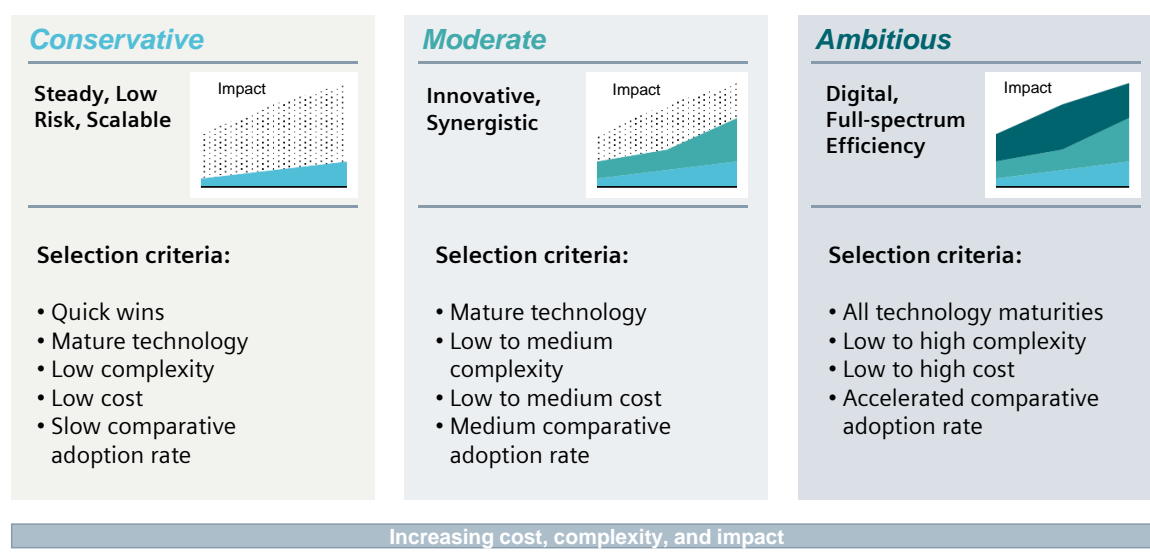 Conservative
Steady, Low
Risk, Scalable
Impact
Selection criteria:
• Quick wins
• Mature technology
• Low complexity
• Low cost
• Slow comparative
adoption rate
Moderate
Innovative,
Synergistic
Impact
Selection criteria:
• Mature technology
• Low to medium
complexity
• Low to medium cost
• Medium comparative
adoption rate
Ambitious
Digital,
Full-spectrum
Efficiency
Impact
Selection criteria:
• All technology maturities
• Low to high complexity
• Low to high cost
• Accelerated comparative
adoption rate
Increasing cost, complexity, and impact